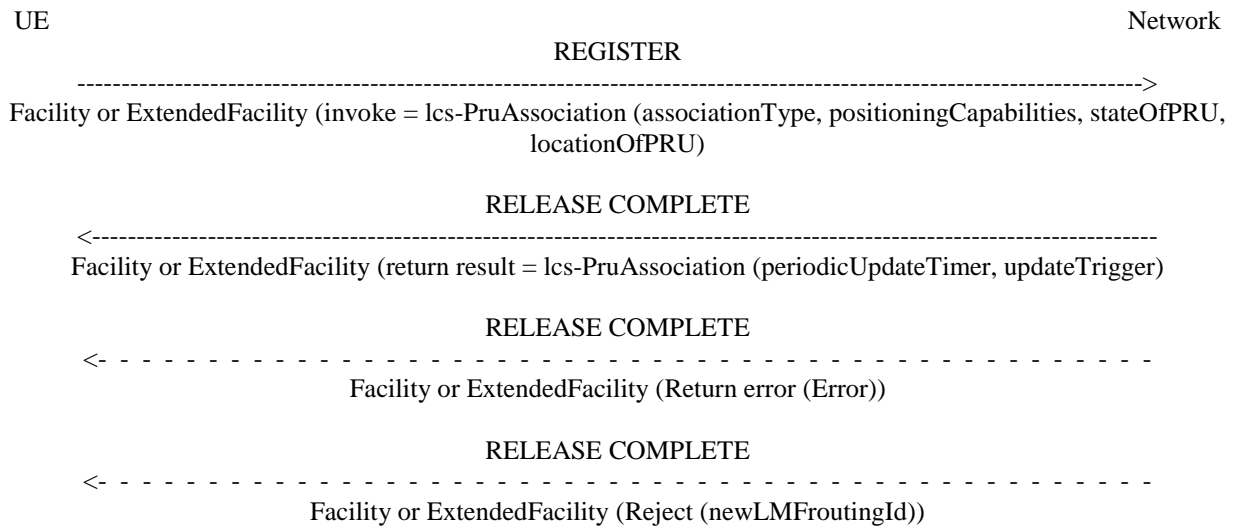 UE Network
REGISTER
-------------------------------------------------------------------------------------------------------------------------->
Facility or ExtendedFacility (invoke = lcs-PruAssociation (associationType, positioningCapabilities, stateOfPRU,
locationOfPRU)
RELEASE COMPLETE
<--------------------------------------------------------------------------------------------------------------------------
Facility or ExtendedFacility (return result = lcs-PruAssociation (periodicUpdateTimer, updateTrigger)
RELEASE COMPLETE
<- - - - - - - - - - - - - - - - - - - - - - - - - - - - - - - - - - - - - - - - - - - - - - - -
Facility or ExtendedFacility (Return error (Error))
RELEASE COMPLETE
<- - - - - - - - - - - - - - - - - - - - - - - - - - - - - - - - - - - - - - - - - - - - - - - -
Facility or ExtendedFacility (Reject (newLMFroutingId))